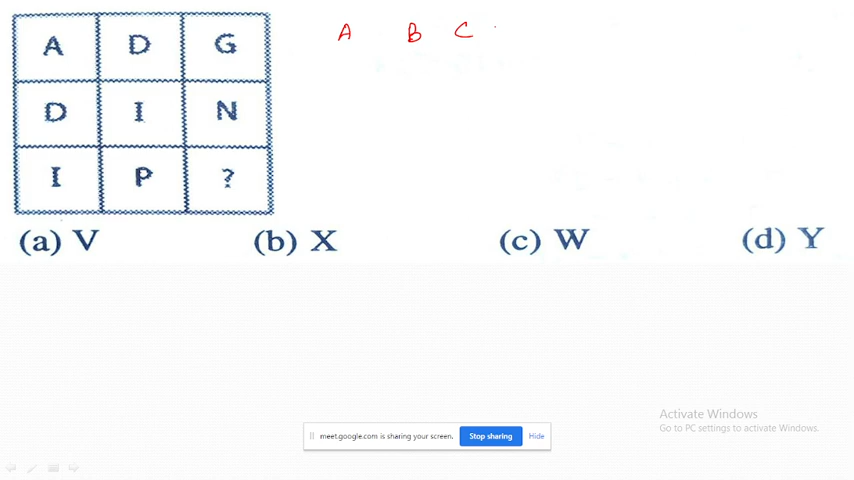 A D G
D I N
I P ?
A B C
(a) V (b) X (c) W (d) Y
meet.google.com is sharing your screen. Stop sharing Hide
Activate Windows
Go to PC settings to activate Windows.